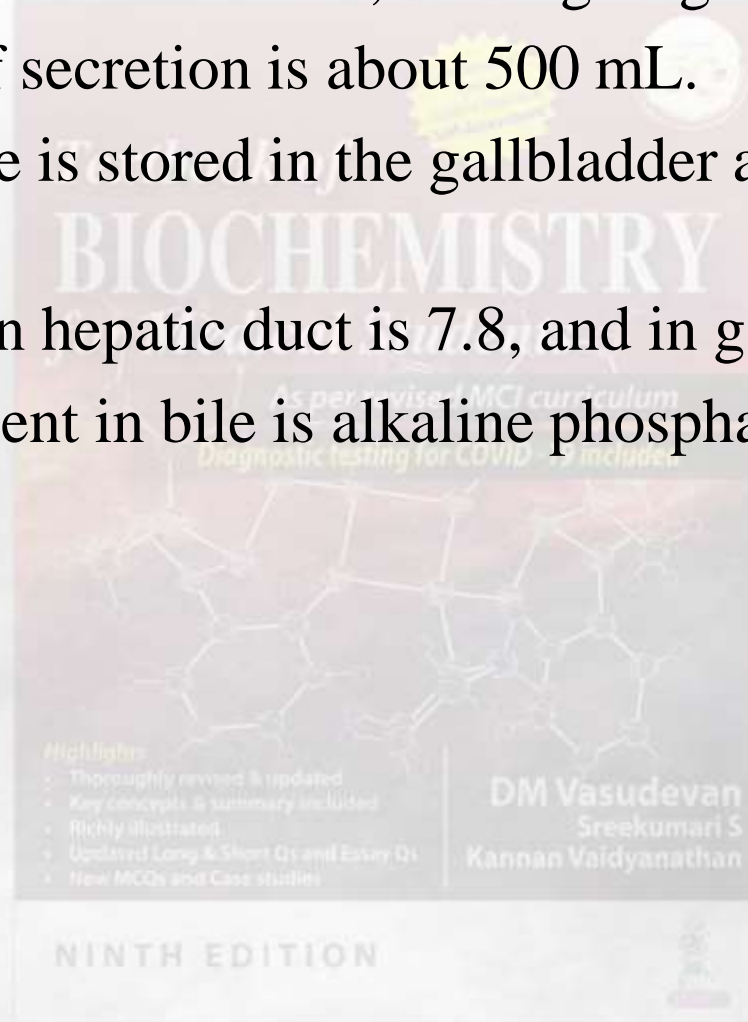 secretion is about 500 mL.
e is stored in the gallbladder a
Textbook of
BIOCHEMISTRY
n hepatic duct is 7.8, and in g
As per revised MCI curriculum
ent in bile is alkaline phospha
Diagnostic testing for COVID-19 included
Highlights
• Thoroughly revised & updated
• Key concepts & summary included
• Richly illustrated
• Updated Long & Short Qs and Essay Qs
• New MCQs and Case studies
DM Vasudevan
Sreekumari S
Kannan Vaidyanathan
NINTH EDITION